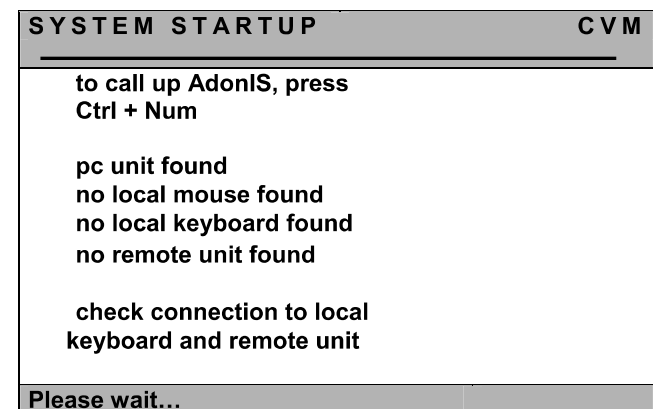 SYSTEM STARTUP CVM
to call up AdonIS, press
Ctrl + Num
pc unit found
no local mouse found
no local keyboard found
no remote unit found
check connection to local
keyboard and remote unit
Please wait...